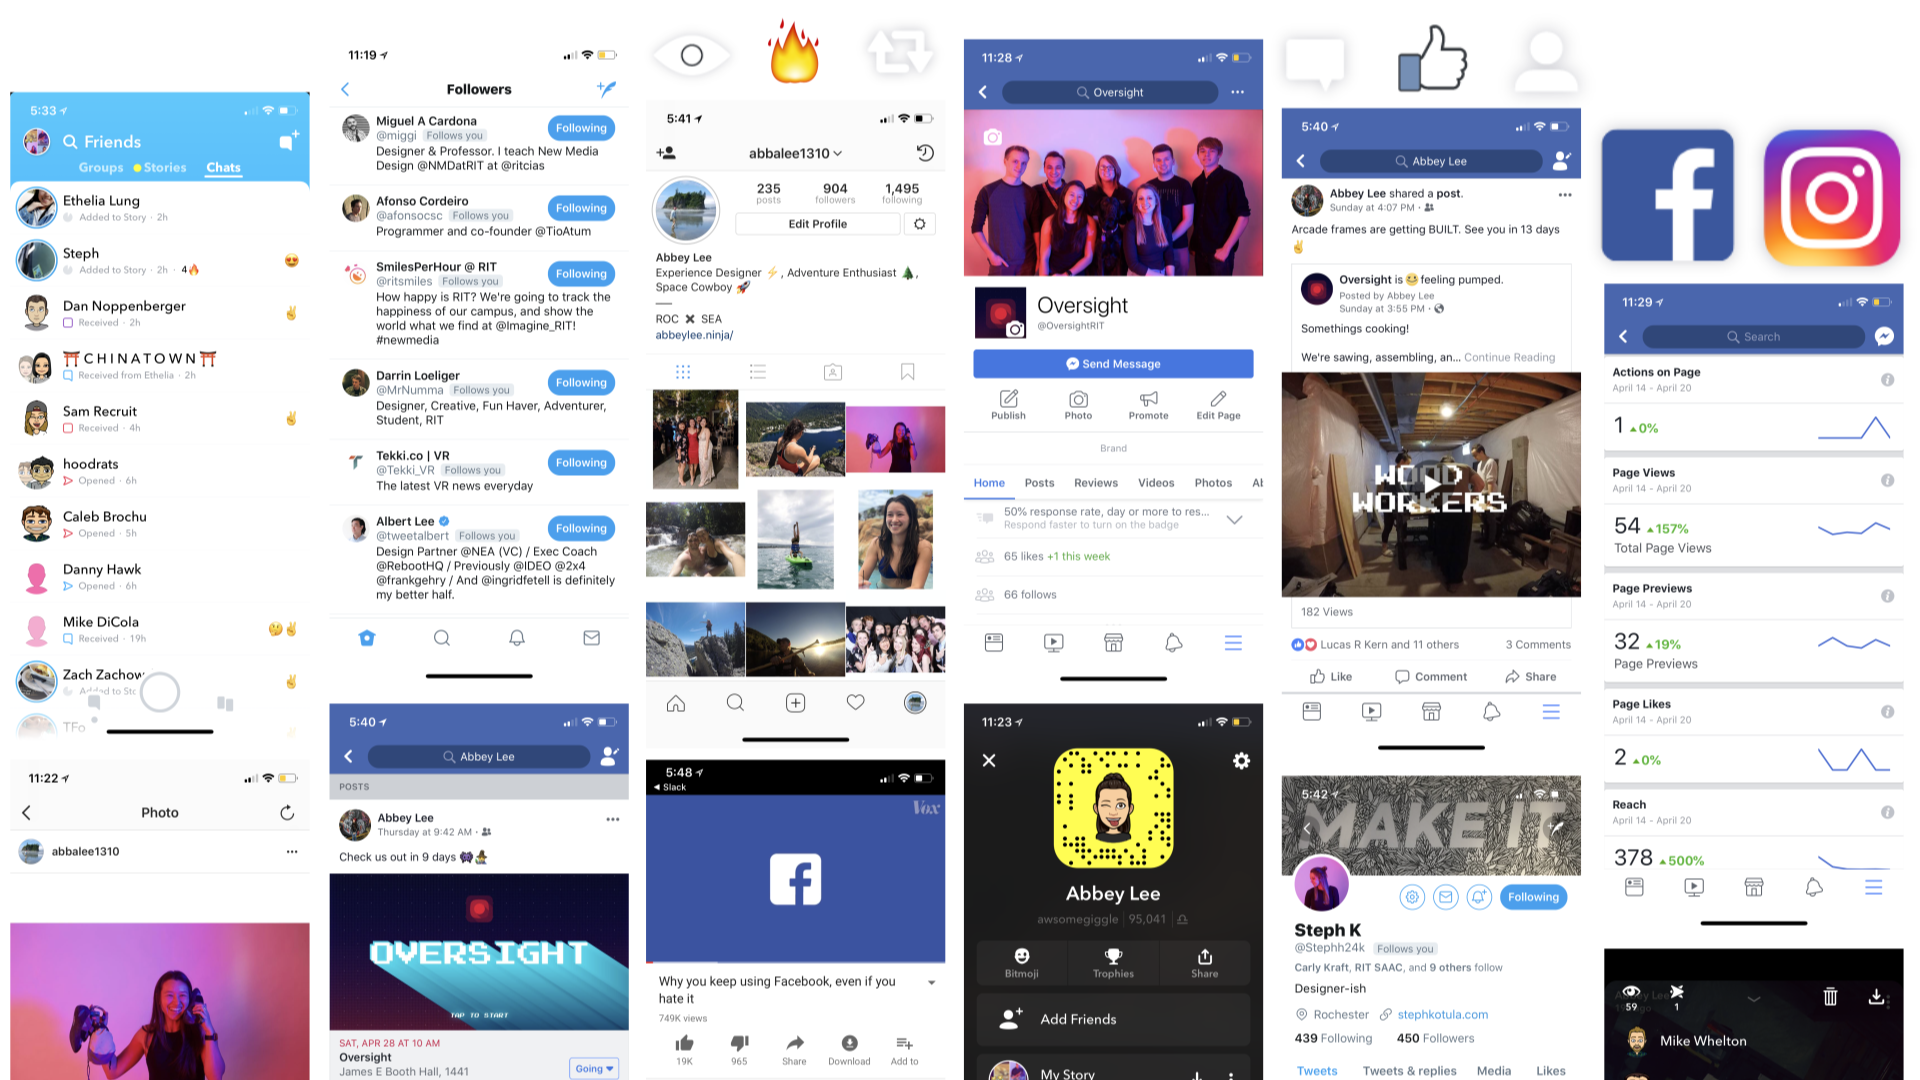 5:33
Friends
Groups
Stories
Chats
Ethelia Lung
Added to Story · 2h
Steph
Added to Story · 2h · 4
Dan Noppenberger
Received · 2h
CHINATOWN
Received from Ethelia · 2h
Sam Recruit
Received · 4h
hoodrats
Opened · 6h
Caleb Brochu
Opened · 5h
Danny Hawk
Opened · 6h
Mike DiCola
Received · 19h
Zach Zachow
Added to Sto
TFo
11:22
Photo
abbalee1310
11:19
Followers
Miguel A Cardona
@miggi Follows you
Following
Designer & Professor. I teach New Media
Design @NMDatRIT at @ritcias
Afonso Cordeiro
@afonsocsc Follows you
Following
Programmer and co-founder @TioAtum
SmilesPerHour @ RIT
@ritsmiles Follows you
Following
How happy is RIT? We're going to track the
happiness of our campus, and show the
world what we find at @Imagine_RIT!
#newmedia
Darrin Loeliger
@MrNumma Follows you
Following
Designer, Creative, Fun Haver, Adventurer,
Student, RIT
Tekki.co | VR
@Tekki_VR Follows you
Following
The latest VR news everyday
Albert Lee
@tweetalbert Follows you
Following
Design Partner @NEA (VC) / Exec Coach
@RebootHQ / Previously @IDEO @2x4
@frankgehry / And @ingridfetell is definitely
my better half.
5:40
Abbey Lee
POSTS
Abbey Lee
Thursday at 9:42 AM
Check us out in 9 days
OVERSIGHT
TAP TO START
SAT, APR 28 AT 10 AM
Oversight
James E Booth Hall, 1441
Going
5:41
abbalee1310
235 904 1,495
posts followers following
Edit Profile
Abbey Lee
Experience Designer , Adventure Enthusiast ,
Space Cowboy
ROC SEA
abbeylee.ninja/
5:48
Slack
Vox
Why you keep using Facebook, even if you
hate it
749K views
19K 965 Share Download Add to
11:28
Oversight
Oversight
@OversightRIT
Send Message
Publish Photo Promote Edit Page
Brand
Home Posts Reviews Videos Photos Al
50% response rate, day or more to res...
Respond faster to turn on the badge
65 likes +1 this week
66 follows
11:23
Abbey Lee
awsomegiggle | 95,041
Bitmoji Trophies Share
Add Friends
My Story
5:40
Abbey Lee
Abbey Lee shared a post.
Sunday at 4:07 PM
Arcade frames are getting BUILT. See you in 13 days
Oversight is feeling pumped.
Posted by Abbey Lee
Sunday at 3:55 PM
Somethings cooking!
We're sawing, assembling, an... Continue Reading
WOOD
WORKERS
182 Views
Lucas R Kern and 11 others 3 Comments
Like Comment Share
5:42
MAKE IT
Following
Steph K
@Stephh24k Follows you
Carly Kraft, RIT SAAC, and 9 others follow
Designer-ish
Rochester stephkotula.com
439 Following 450 Followers
Tweets Tweets & replies Media Likes
11:29
Search
Actions on Page
April 14 - April 20
1 0%
Page Views
April 14 - April 20
54 157%
Total Page Views
Page Previews
April 14 - April 20
32 19%
Page Previews
Page Likes
April 14 - April 20
2 0%
Reach
April 14 - April 20
378 500%
59 1
Mike Whelton